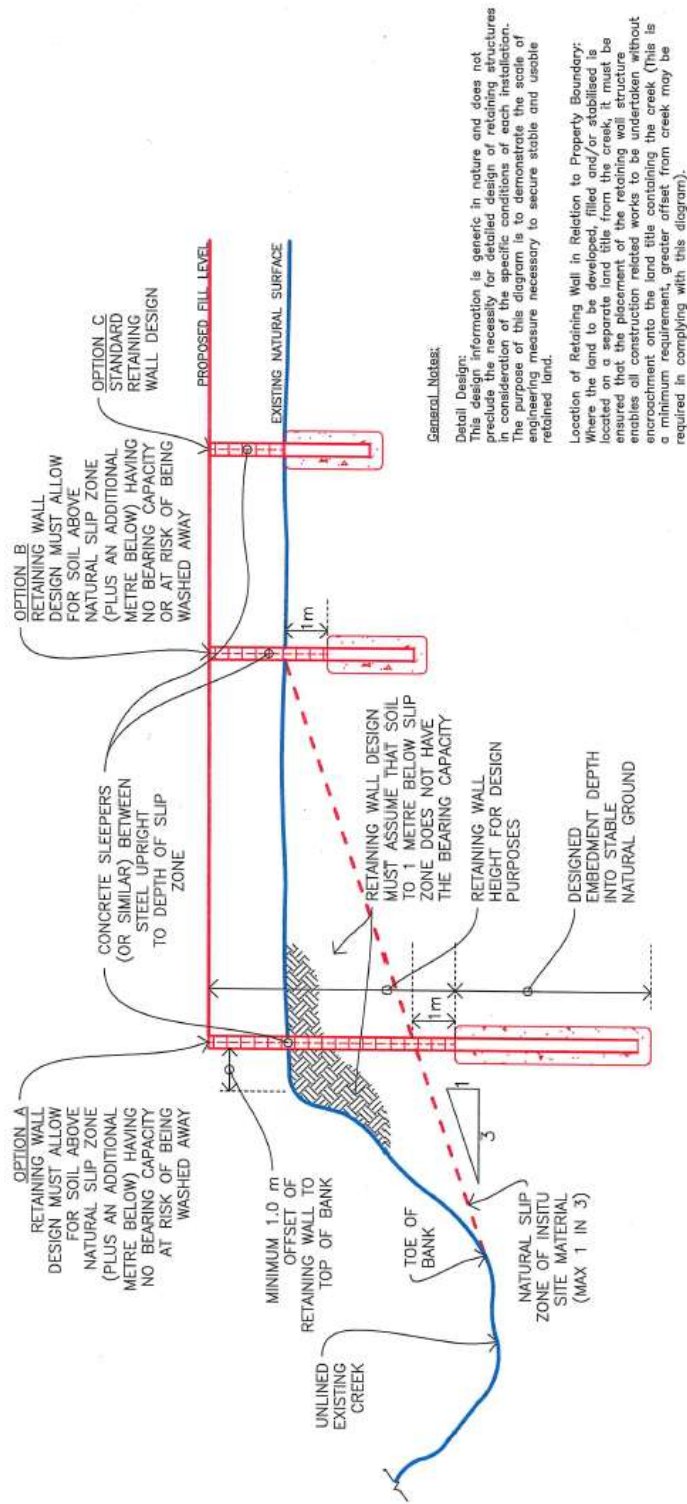 OPTION A
RETAINING WALL
DESIGN MUST ALLOW
FOR SOIL ABOVE
NATURAL SLIP ZONE
(PLUS AN ADDITIONAL
METRE BELOW) HAVING
NO BEARING CAPACITY
OR AT RISK OF BEING
WASHED AWAY
CONCRETE SLEEPERS
(OR SIMILAR) BETWEEN
STEEL UPRIGHT
TO DEPTH OF SLIP
ZONE
OPTION B
RETAINING WALL
DESIGN MUST ALLOW
FOR SOIL ABOVE
NATURAL SLIP ZONE
(PLUS AN ADDITIONAL
METRE BELOW) HAVING
NO BEARING CAPACITY
OR AT RISK OF BEING
WASHED AWAY
OPTION C
STANDARD
RETAINING
WALL DESIGN
PROPOSED FILL LEVEL
EXISTING NATURAL SURFACE
MINIMUM 1.0 m
OFFSET OF
RETAINING WALL TO
TOP OF BANK
UNLINED
EXISTING
CREEK
TOE OF
BANK
NATURAL SLIP
ZONE OF INSITU
SITE MATERIAL
(MAX 1 IN 3)
1
3
1m
1m
RETAINING WALL DESIGN
MUST ASSUME THAT SOIL
TO 1 METRE BELOW SLIP
ZONE DOES NOT HAVE
THE BEARING CAPACITY
RETAINING WALL
HEIGHT FOR DESIGN
PURPOSES
DESIGNED
EMBEDMENT DEPTH
INTO STABLE
NATURAL GROUND
General Notes:
Detail Design:
This design information is generic in nature and does not
preclude the necessity for detailed design of retaining structures
in consideration of the specific conditions of each installation.
The purpose of this diagram is to demonstrate the scale of
engineering measure necessary to secure stable and usable
retained land.
Location of Retaining Wall in Relation to Property Boundary:
Where the land to be developed, filled and/or stabilised is
located on a separate land title from the creek, it must be
ensured that the placement of the retaining wall structure
enables all construction related works to be undertaken without
encroachment onto the land title containing the creek (This is
a minimum requirement, greater offset from creek may be
required in complying with this diagram).